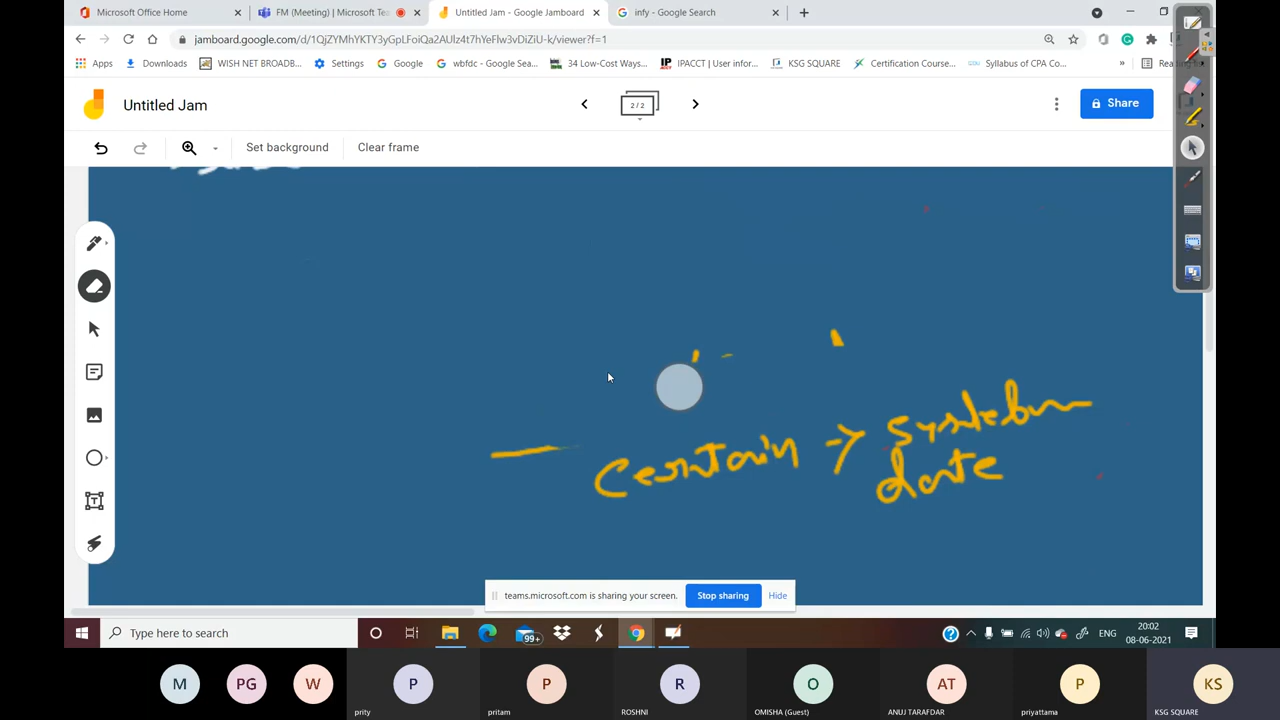 Microsoft Office Home
FM (Meeting) | Microsoft Te
Untitled Jam - Google Jamboard
infy - Google Search
jamboard.google.com/d/1QjZYMhYKTY3yGpLFoiQa2AUlz4t7hYeFlw3vDiZiU-k/viewer?f=1
Apps
Downloads
WISH NET BROADB...
Settings
Google
wbfdc - Google Sea...
34 Low-Cost Ways...
IPACCT | User infor...
KSG SQUARE
Certification Course...
Syllabus of CPA Co...
»
Reading
Untitled Jam
2 / 2
Share
Set background
Clear frame
Certain →
date
teams.microsoft.com is sharing your screen.
Stop sharing
Hide
Type here to search
99+
ENG
20:02
08-06-2021
M
PG
W
P
P
R
O
AT
P
KS
prity
pritam
ROSHNI
OMISHA (Guest)
ANUJ TARAFDAR
priyattama
KSG SQUARE